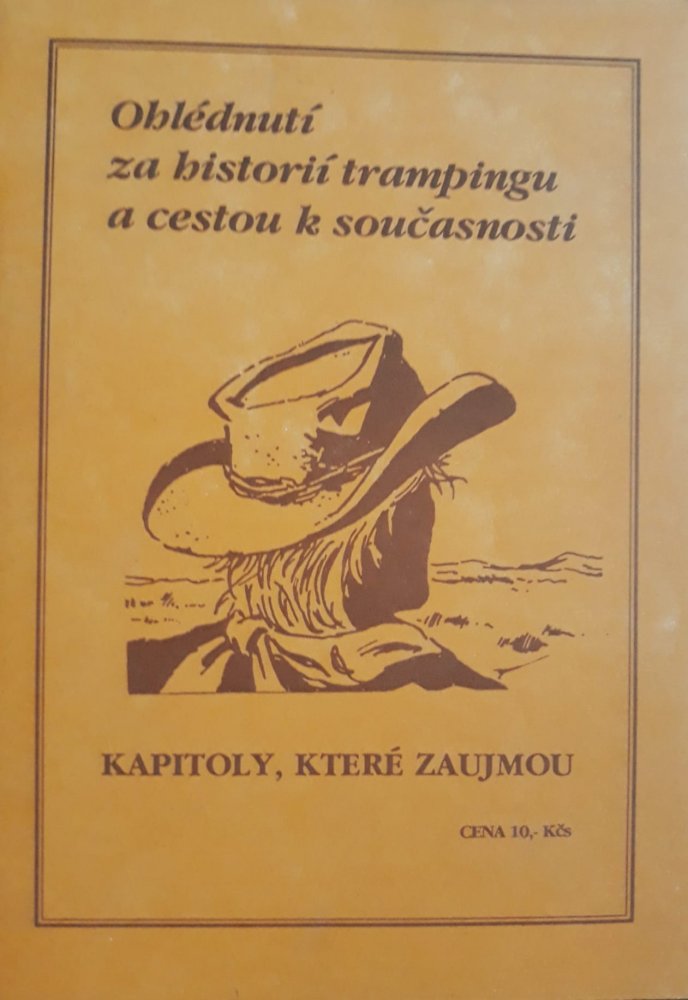 Ohlédnutí
za historií trampingu
a cestou k současnosti
KAPITOLY, KTERÉ ZAUJMOU
CENA 10,- Kčs